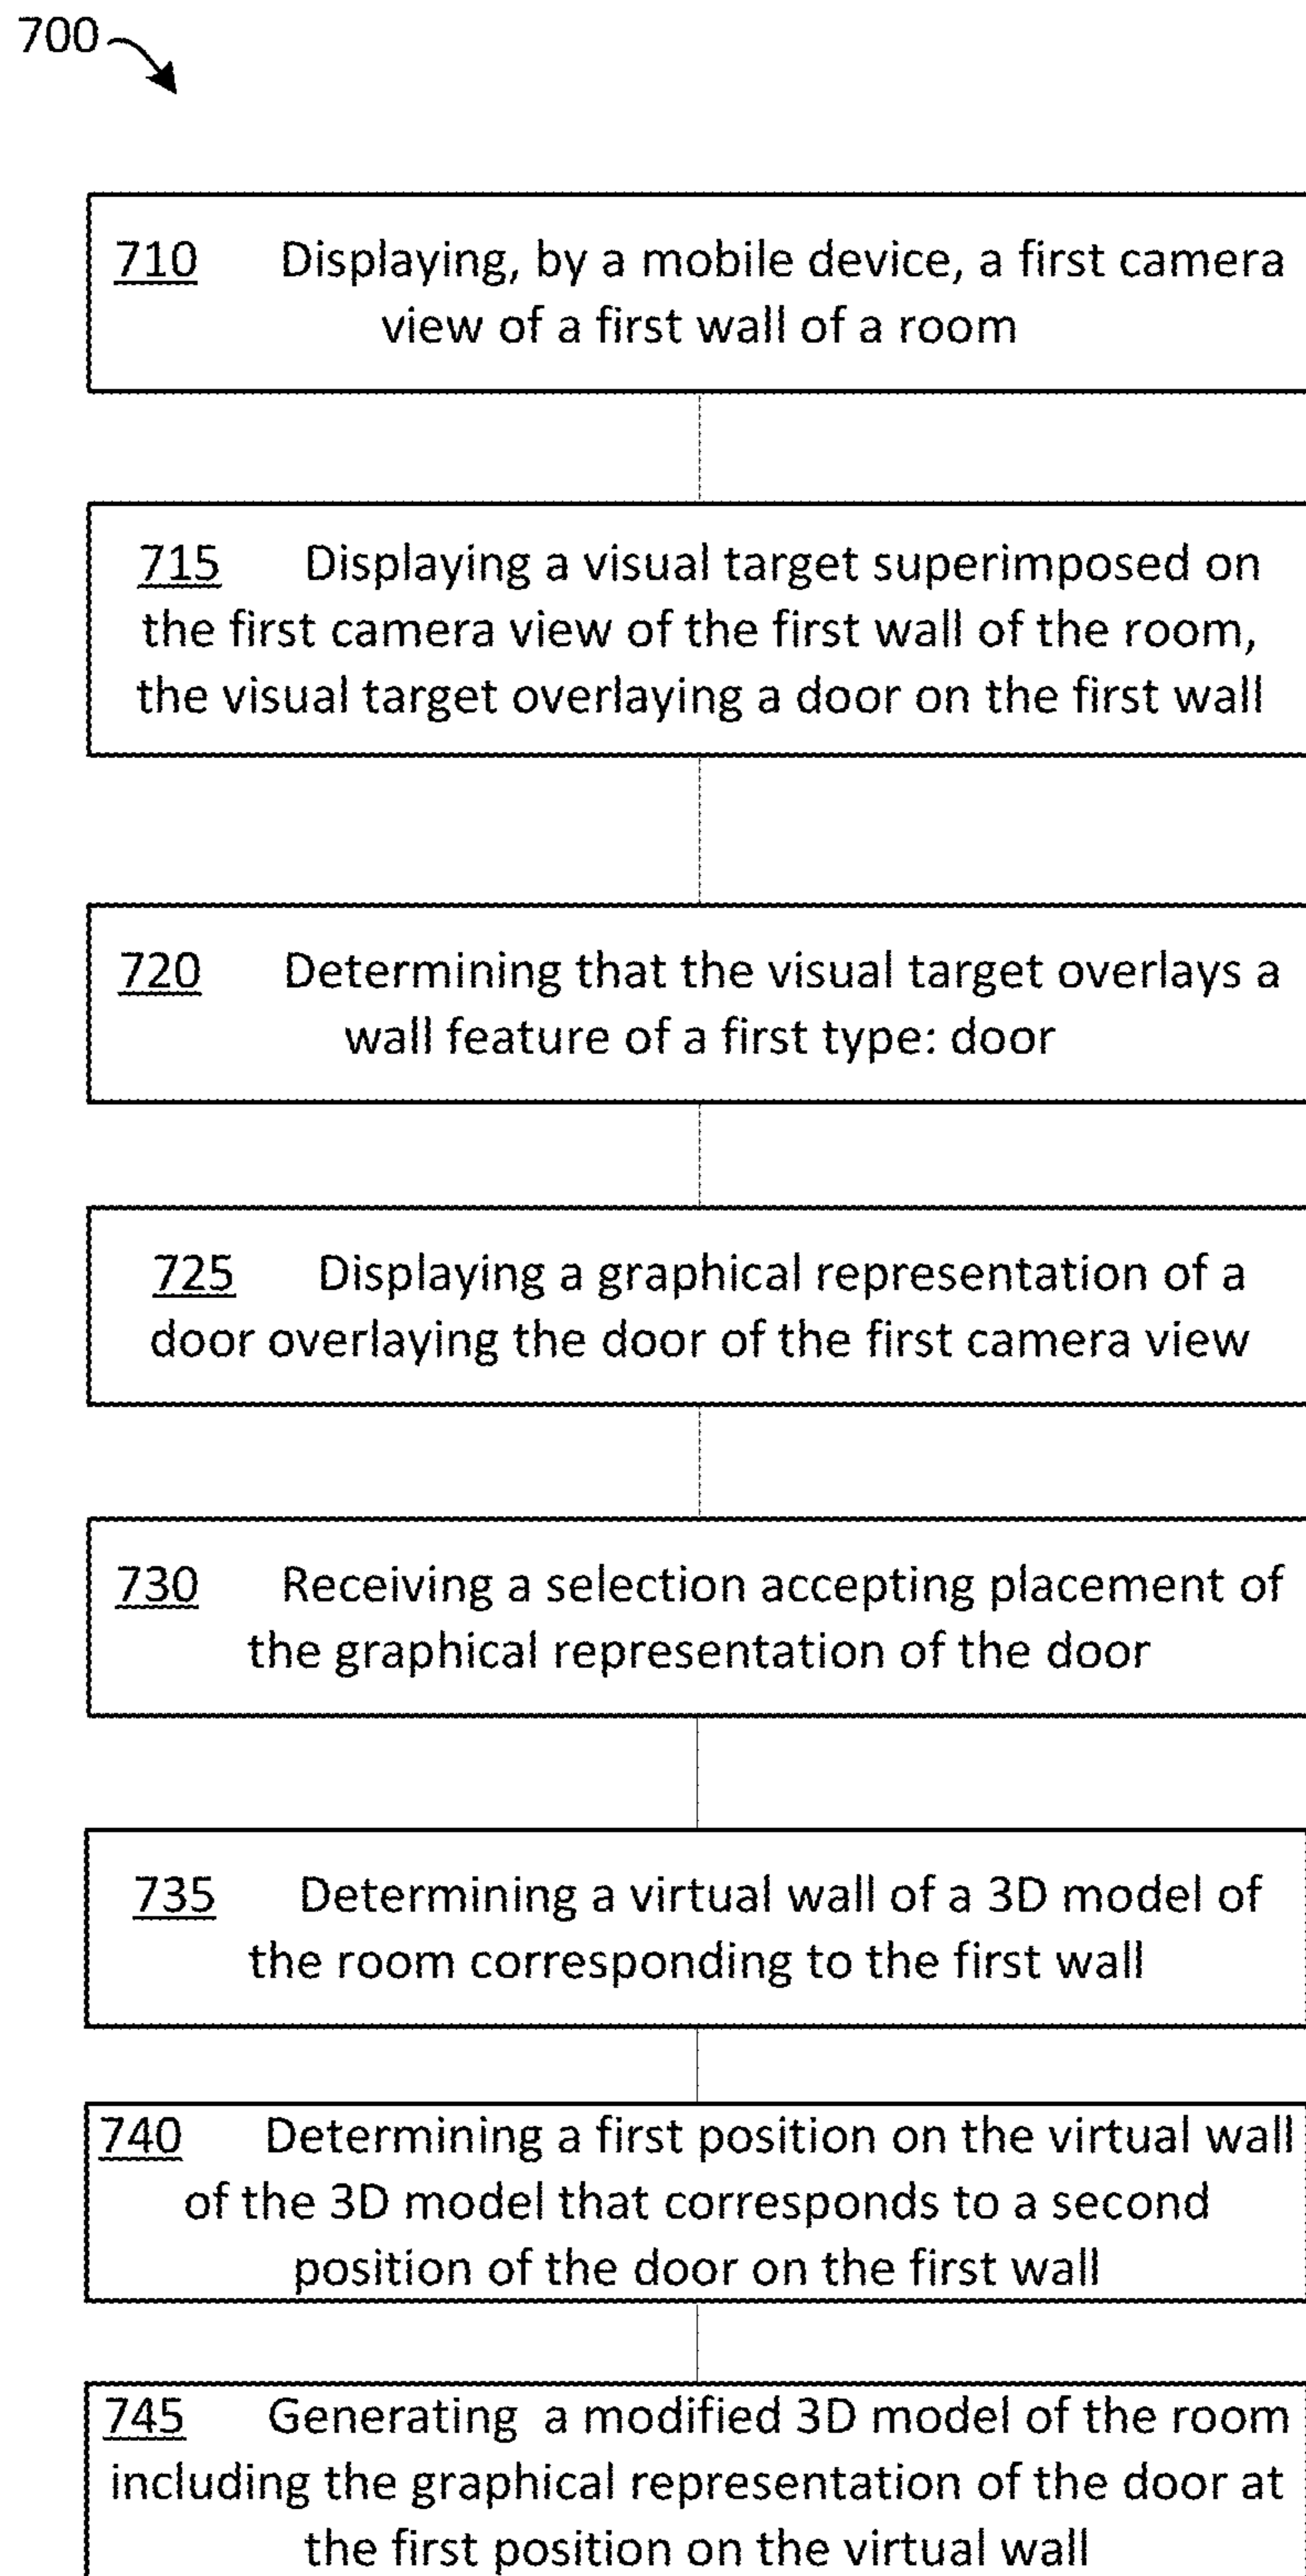 700
710 Displaying, by a mobile device, a first camera
view of a first wall of a room
715 Displaying a visual target superimposed on
the first camera view of the first wall of the room,
the visual target overlaying a door on the first wall
720 Determining that the visual target overlays a
wall feature of a first type: door
725 Displaying a graphical representation of a
door overlaying the door of the first camera view
730 Receiving a selection accepting placement of
the graphical representation of the door
735 Determining a virtual wall of a 3D model of
the room corresponding to the first wall
740 Determining a first position on the virtual wall
of the 3D model that corresponds to a second
position of the door on the first wall
745 Generating a modified 3D model of the room
including the graphical representation of the door at
the first position on the virtual wall